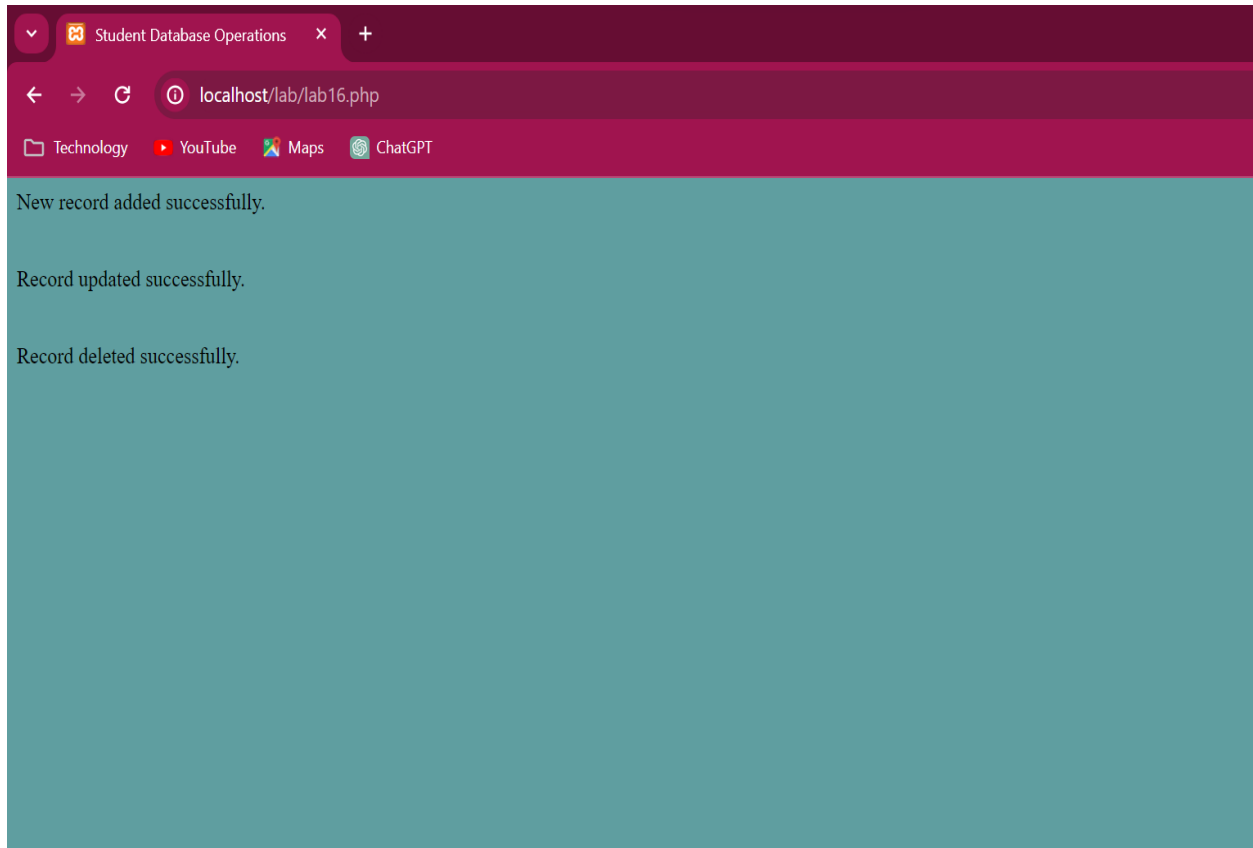 Student Database Operations
localhost/lab/lab16.php
Technology YouTube Maps ChatGPT
New record added successfully.
Record updated successfully.
Record deleted successfully.